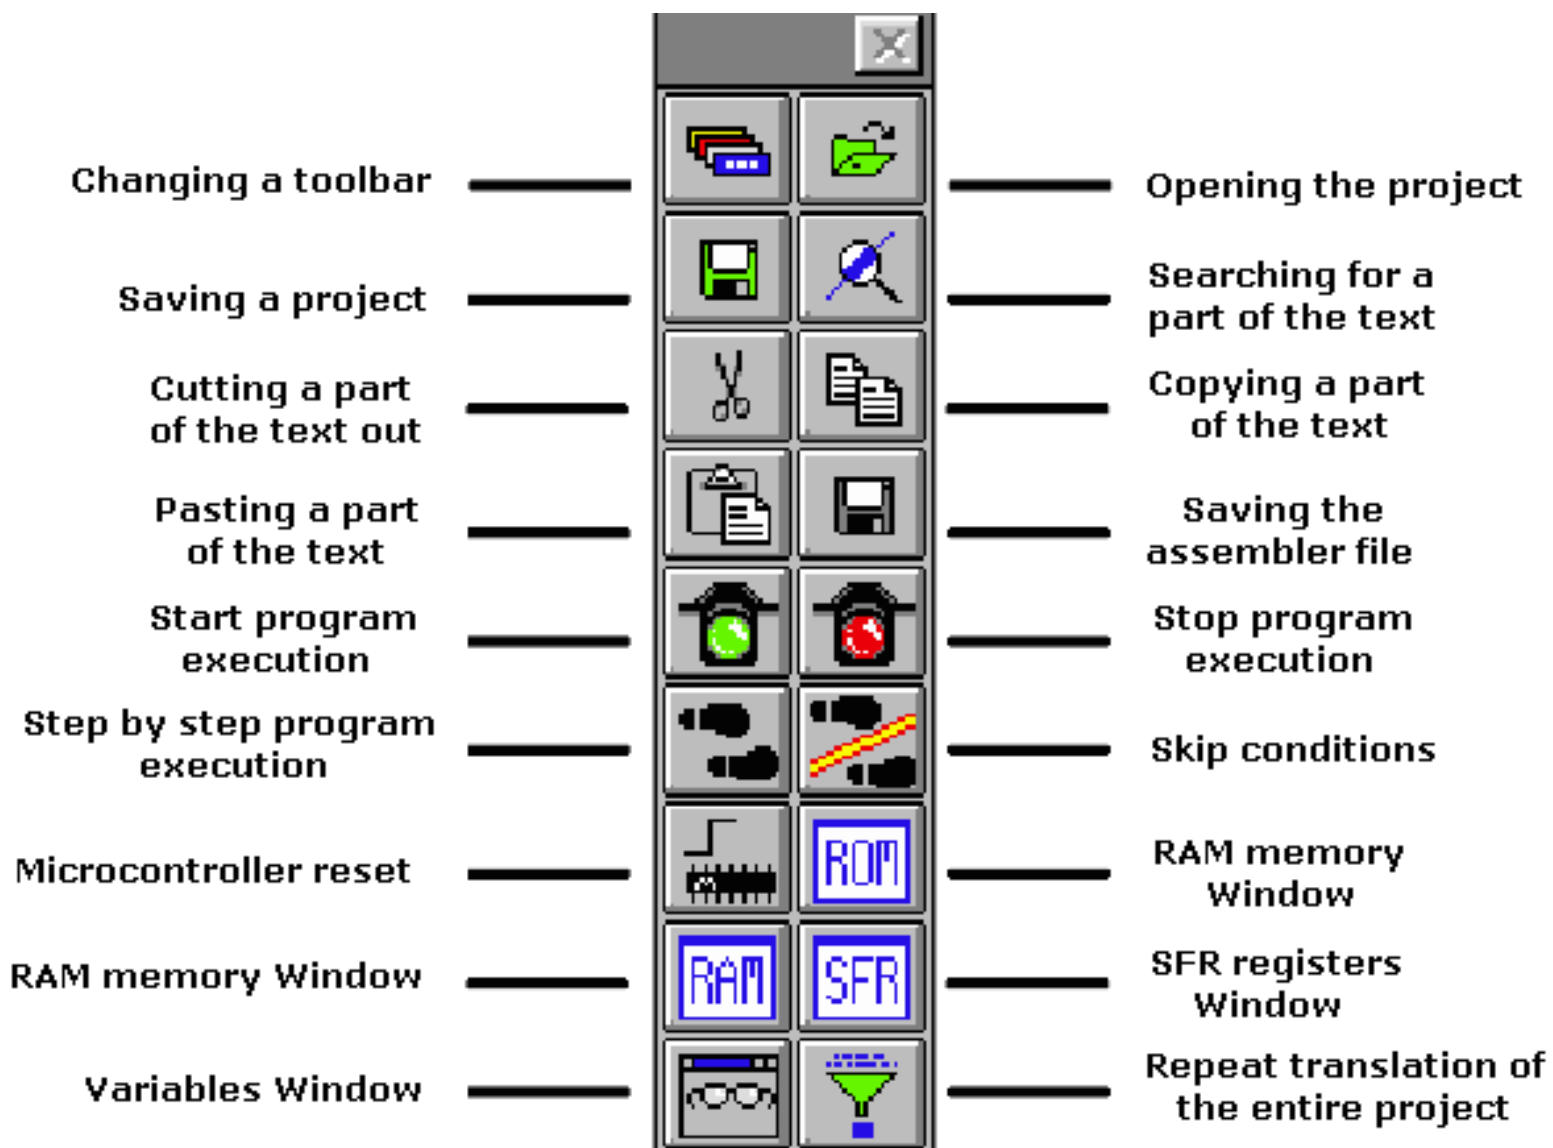 Changing a toolbar
Opening the project
Saving a project
Searching for a
part of the text
Cutting a part
of the text out
Copying a part
of the text
Pasting a part
of the text
Saving the
assembler file
Start program
execution
Stop program
execution
Step by step program
execution
Skip conditions
Microcontroller reset
ROM
RAM memory
Window
RAM memory Window
RAM
SFR
SFR registers
Window
Variables Window
Repeat translation of
the entire project